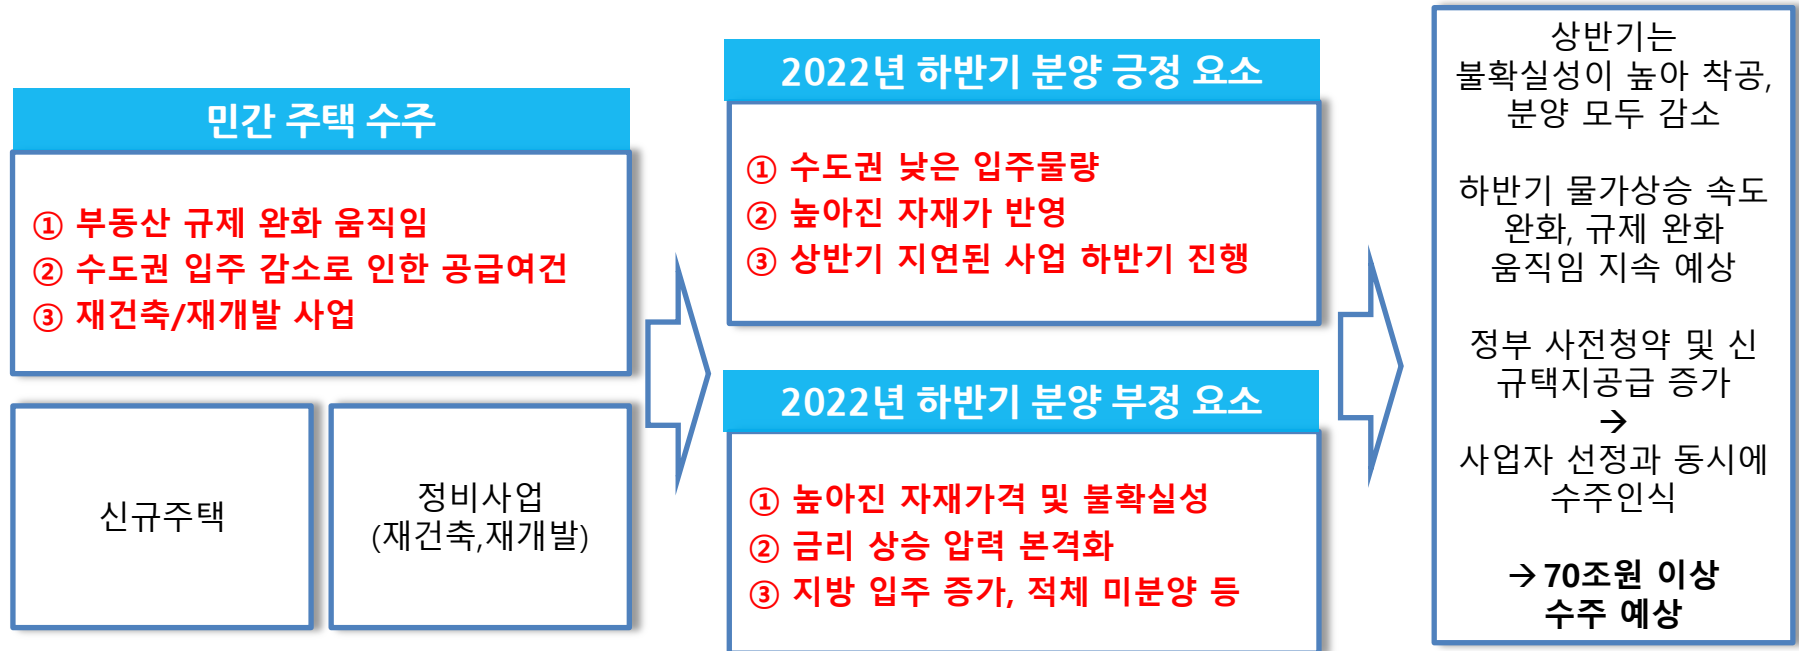 민간 주택 수주
① 부동산 규제 완화 움직임
② 수도권 입주 감소로 인한 공급여건
③ 재건축/재개발 사업
신규주택
정비사업
(재건축,재개발)
2022년 하반기 분양 긍정 요소
① 수도권 낮은 입주물량
② 높아진 자재가 반영
③ 상반기 지연된 사업 하반기 진행
2022년 하반기 분양 부정 요소
① 높아진 자재가격 및 불확실성
② 금리 상승 압력 본격화
③ 지방 입주 증가, 적체 미분양 등
상반기는
불확실성이 높아 착공,
분양 모두 감소
하반기 물가상승 속도
완화, 규제 완화
움직임 지속 예상
정부 사전청약 및 신
규택지공급 증가
→
사업자 선정과 동시에
수주인식
→ 70조원 이상
수주 예상